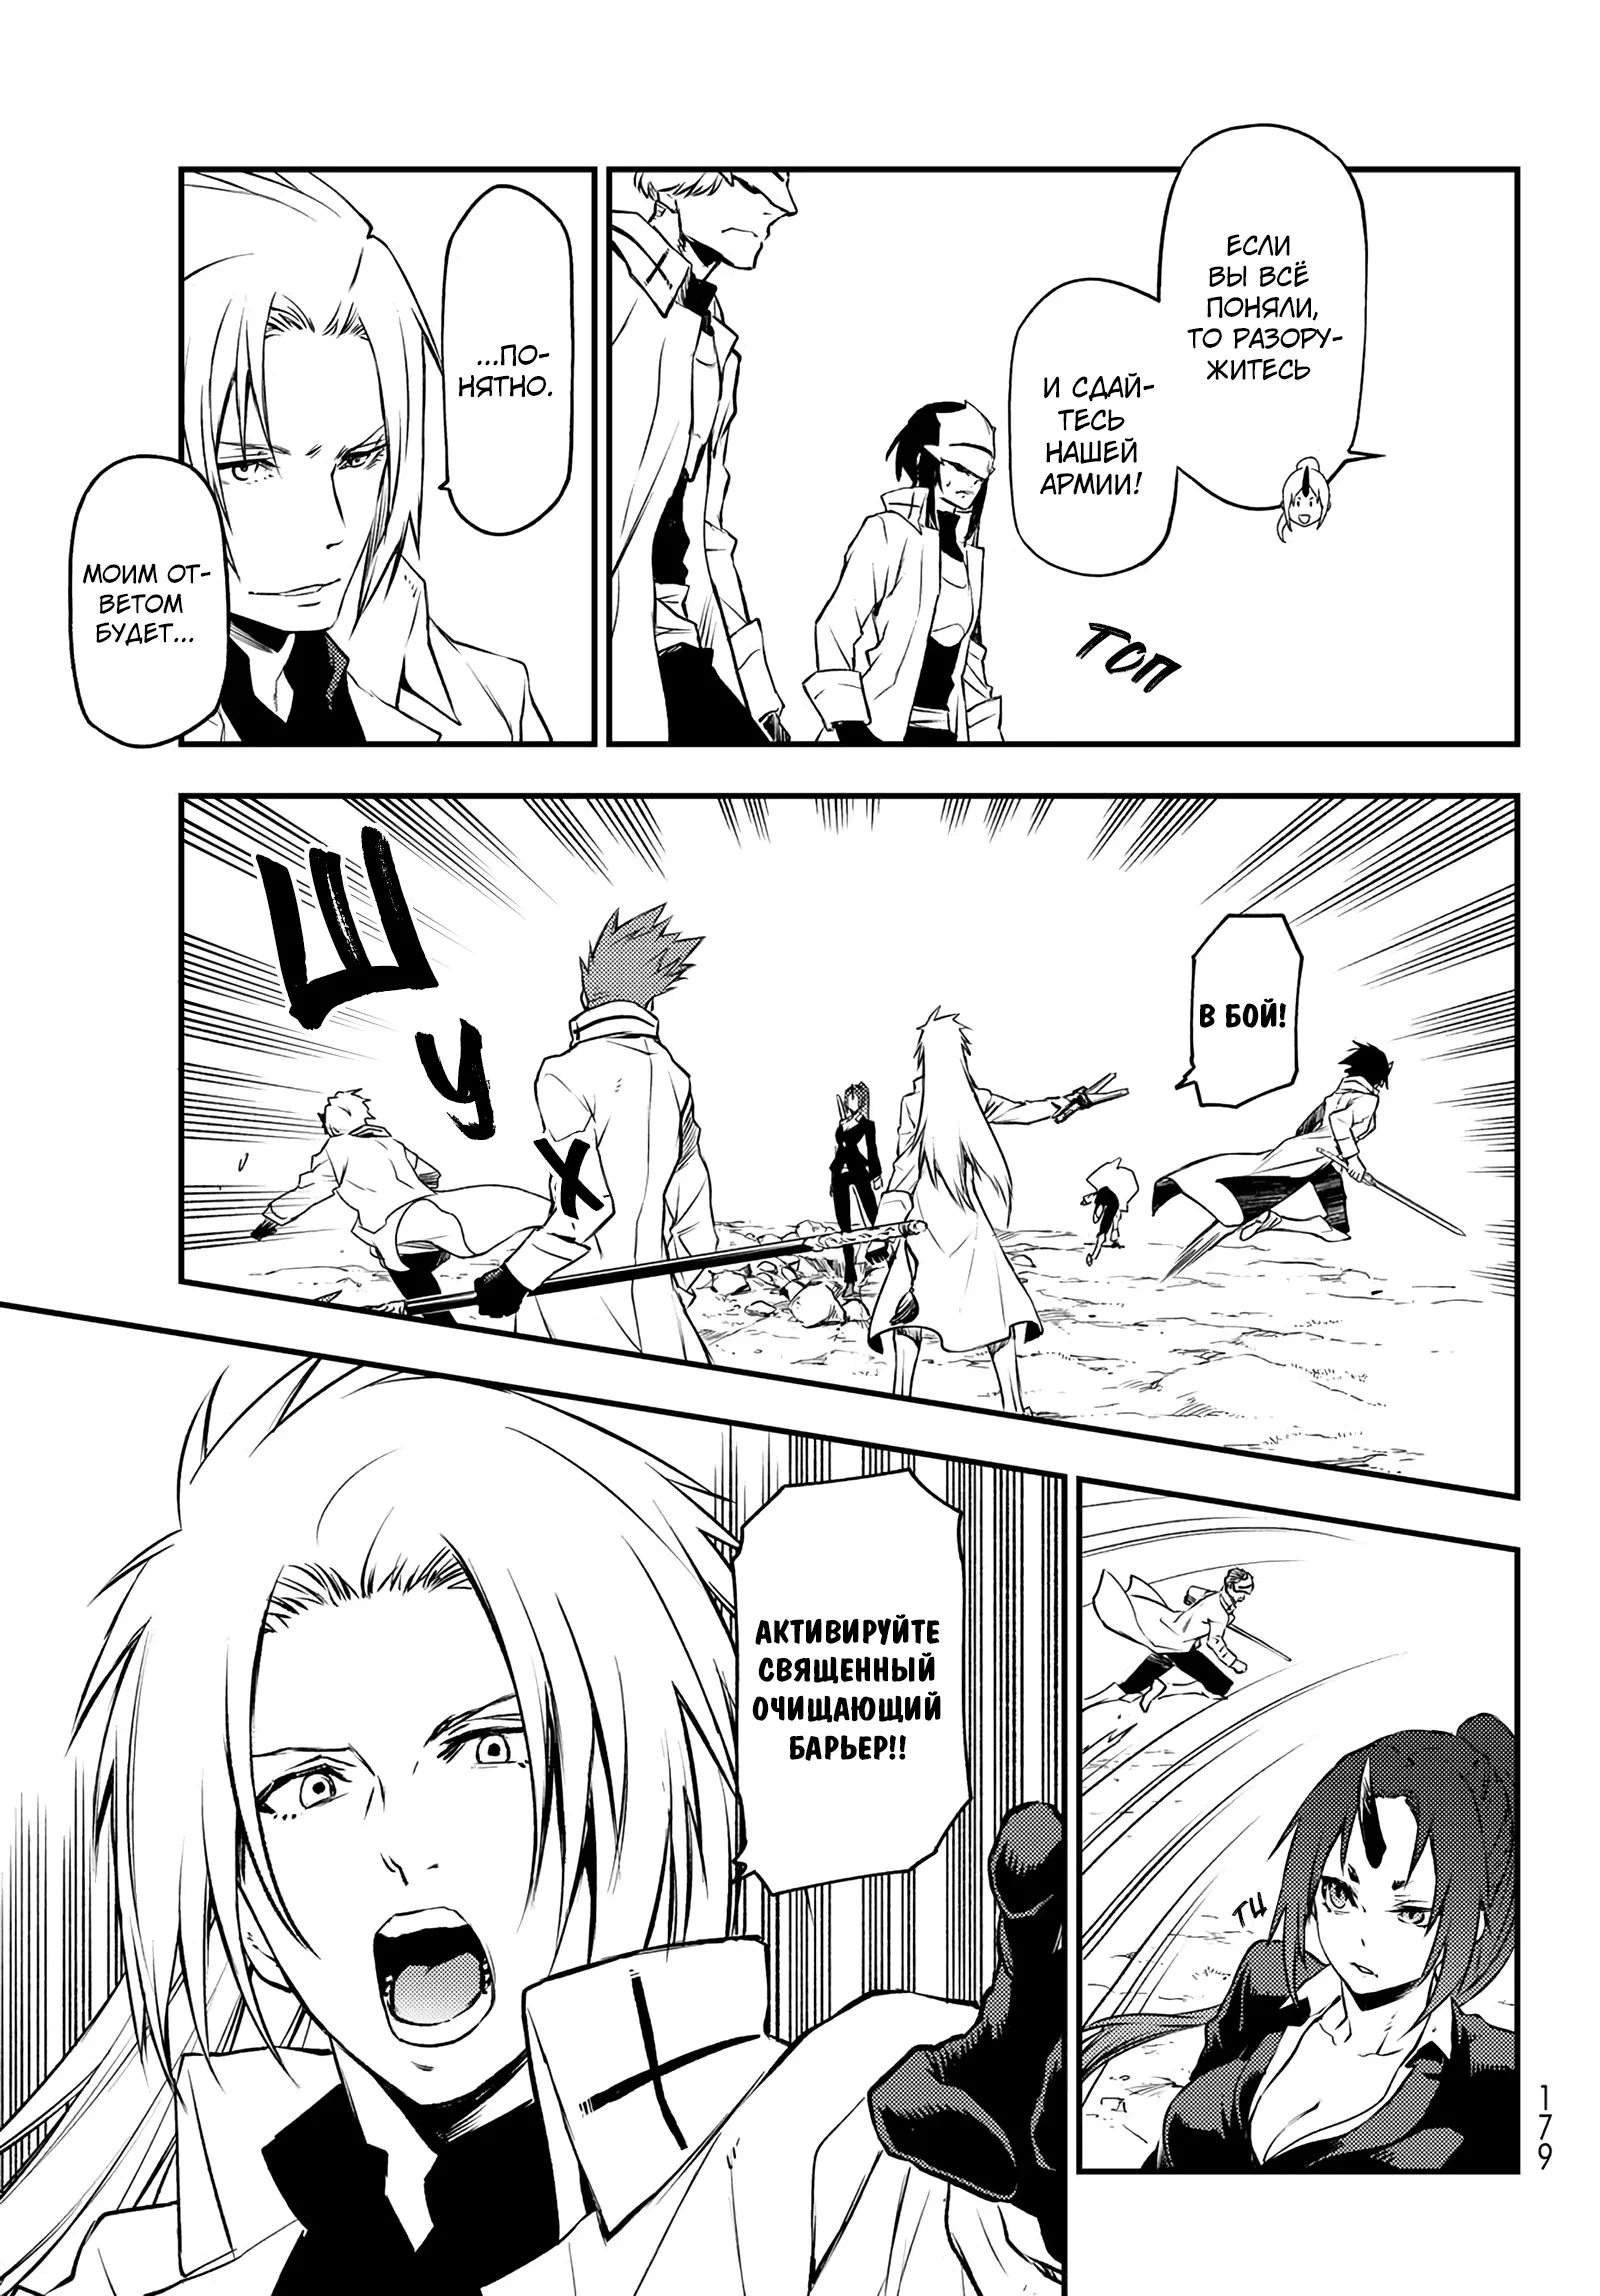 ЕСЛИ
ВЫ ВСЁ
ПОНЯЛИ,
ТО РАЗОРУ-
ЖИТЕСЬ
И СДАЙ-
ТЕСЬ
НАШЕЙ
АРМИИ!
ТОП
...ПО-
НЯТНО.
МОИМ ОТ-
ВЕТОМ
БУДЕТ...
В БОЙ!
ШУХ
ТЦ
АКТИВИРУЙТЕ
СВЯЩЕННЫЙ
ОЧИЩАЮЩИЙ
БАРЬЕР!!
179